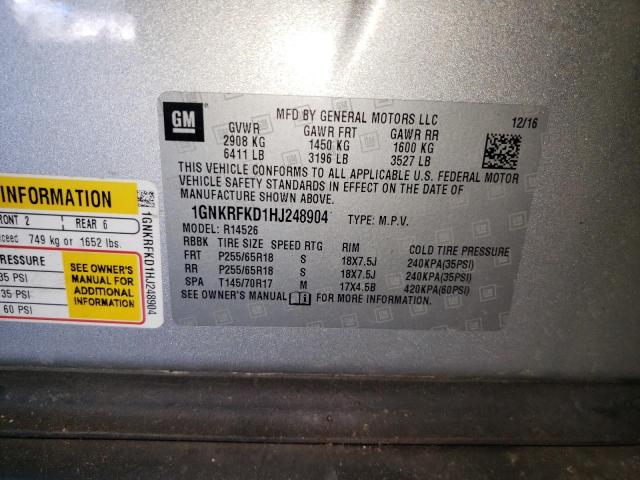 GM
MFD BY GENERAL MOTORS LLC 12/16
GVWR GAWR FRT GAWR RR
2908 KG 1450 KG 1600 KG
6411 LB 3196 LB 3527 LB
THIS VEHICLE CONFORMS TO ALL APPLICABLE U.S. FEDERAL MOTOR
VEHICLE SAFETY STANDARDS IN EFFECT ON THE DATE OF
MANUFACTURE SHOWN ABOVE.
1GNKRFKD1HJ248904 TYPE: M.P.V.
MODEL: R14526
RBBK TIRE SIZE SPEED RTG RIM COLD TIRE PRESSURE
FRT P255/65R18 S 18X7.5J 240KPA(35PSI)
RR P255/65R18 S 18X7.5J 240KPA(35PSI)
SPA T145/70R17 M 17X4.5B 420KPA(60PSI)
SEE OWNER'S MANUAL FOR MORE INFORMATION.
INFORMATION
FRONT 2 REAR 6
exceed 749 kg or 1652 lbs.
PRESSURE
35 PSI
35 PSI
60 PSI
SEE OWNER'S
MANUAL FOR
ADDITIONAL
INFORMATION
1GNKRFKD1HJ248904